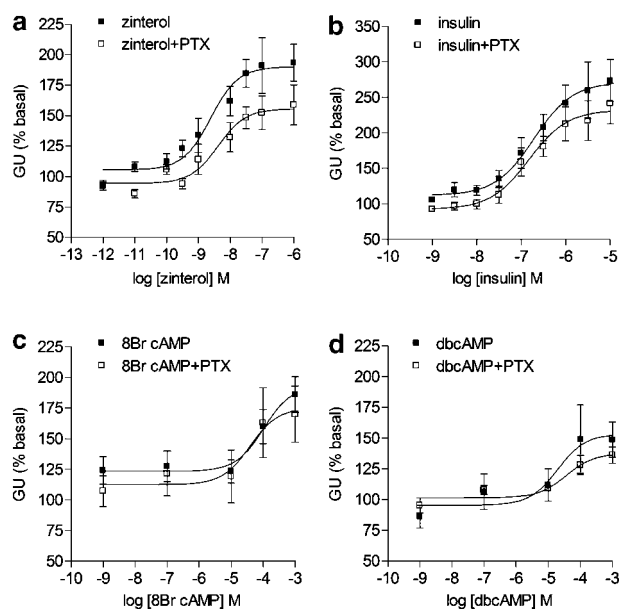 a
zinterol
zinterol+PTX
GU (% basal)
225
200
175
150
125
100
75
50
-13 -12 -11 -10 -9 -8 -7 -6
log [zinterol] M
b
insulin
insulin+PTX
GU (% basal)
350
300
250
200
150
100
50
-10 -9 -8 -7 -6 -5
log [insulin] M
c
8Br cAMP
8Br cAMP+PTX
GU (% basal)
225
200
175
150
125
100
75
50
-10 -9 -8 -7 -6 -5 -4 -3
log [8Br cAMP] M
d
dbcAMP
dbcAMP+PTX
GU (% basal)
225
200
175
150
125
100
75
50
-10 -9 -8 -7 -6 -5 -4 -3
log [dbcAMP] M